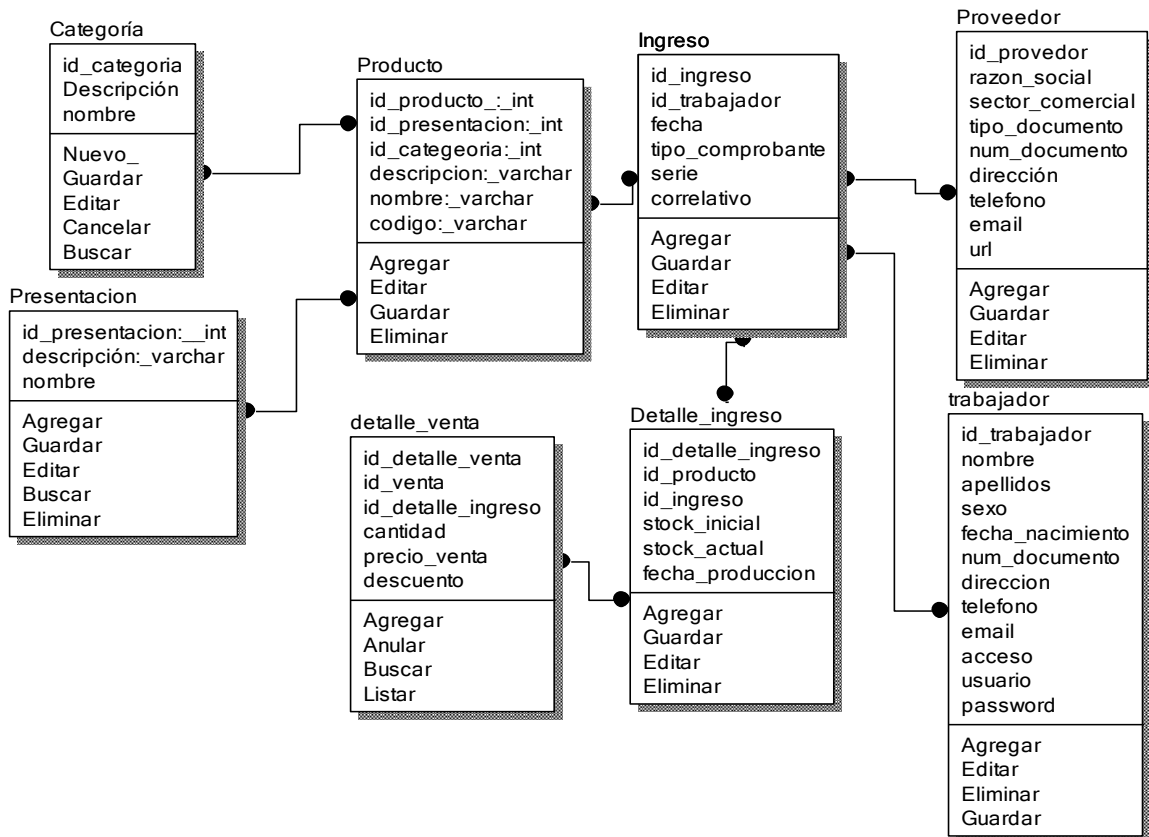 Categoría
id_categoria
Descripción
nombre
Nuevo_
Guardar
Editar
Cancelar
Buscar
Presentacion
id_presentacion:__int
descripción:_varchar
nombre
Agregar
Guardar
Editar
Buscar
Eliminar
Producto
id_producto_:_int
id_presentacion:_int
id_categeoria:_int
descripcion:_varchar
nombre:_varchar
codigo:_varchar
Agregar
Editar
Guardar
Eliminar
detalle_venta
id_detalle_venta
id_venta
id_detalle_ingreso
cantidad
precio_venta
descuento
Agregar
Anular
Buscar
Listar
Ingreso
id_ingreso
id_trabajador
fecha
tipo_comprobante
serie
correlativo
Agregar
Guardar
Editar
Eliminar
Detalle_ingreso
id_detalle_ingreso
id_producto
id_ingreso
stock_inicial
stock_actual
fecha_produccion
Agregar
Guardar
Editar
Eliminar
Proveedor
id_provedor
razon_social
sector_comercial
tipo_documento
num_documento
dirección
telefono
email
url
Agregar
Guardar
Editar
Eliminar
trabajador
id_trabajador
nombre
apellidos
sexo
fecha_nacimiento
num_documento
direccion
telefono
email
acceso
usuario
password
Agregar
Editar
Eliminar
Guardar